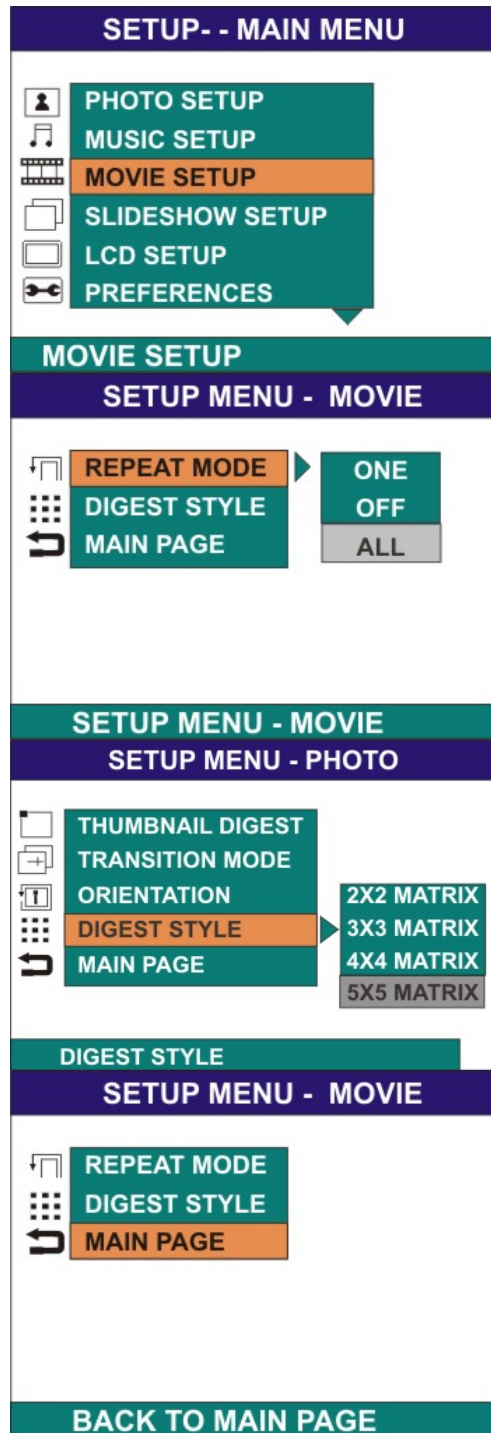 SETUP- - MAIN MENU
PHOTO SETUP
MUSIC SETUP
MOVIE SETUP
SLIDESHOW SETUP
LCD SETUP
PREFERENCES
MOVIE SETUP
SETUP MENU - MOVIE
REPEAT MODE
DIGEST STYLE
MAIN PAGE
ONE
OFF
ALL
SETUP MENU - MOVIE
SETUP MENU - PHOTO
THUMBNAIL DIGEST
TRANSITION MODE
ORIENTATION
DIGEST STYLE
MAIN PAGE
2X2 MATRIX
3X3 MATRIX
4X4 MATRIX
5X5 MATRIX
DIGEST STYLE
SETUP MENU - MOVIE
REPEAT MODE
DIGEST STYLE
MAIN PAGE
BACK TO MAIN PAGE